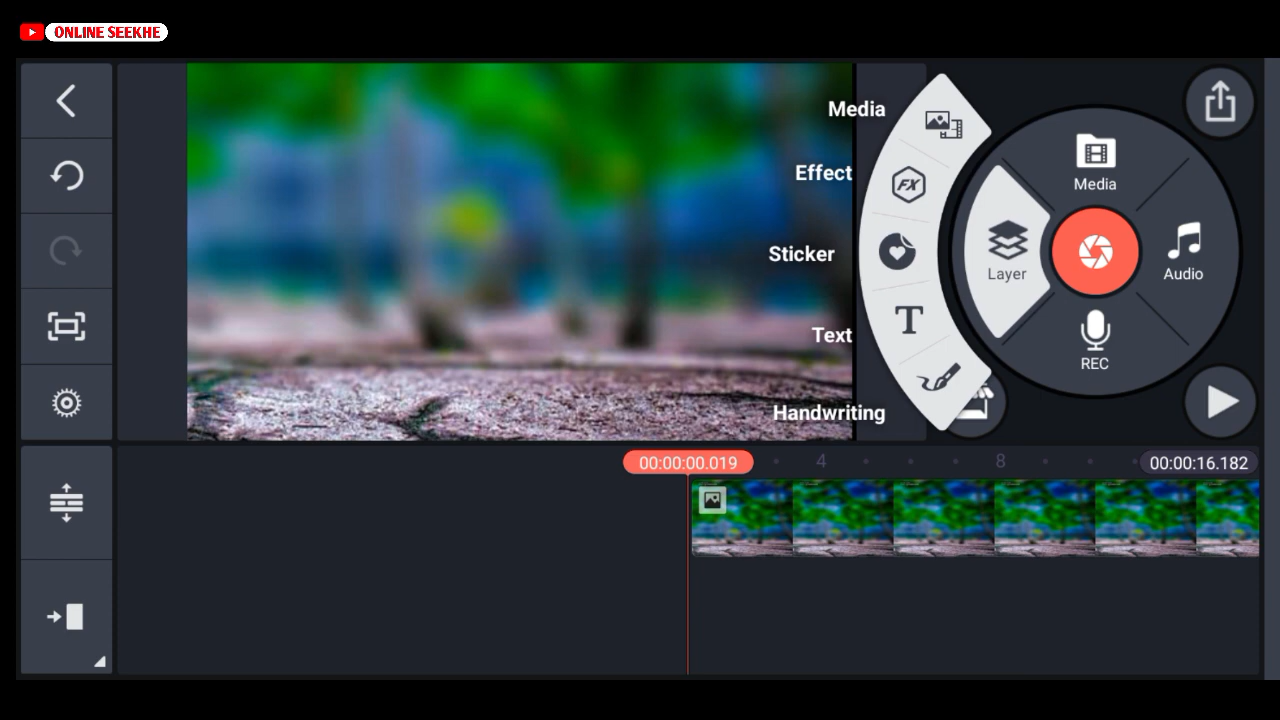 ONLINE SEEKHE
Media
Effect
Sticker
Text
Handwriting
FX
T
Media
Layer
Audio
REC
00:00:00.019
4
8
00:00:16.182